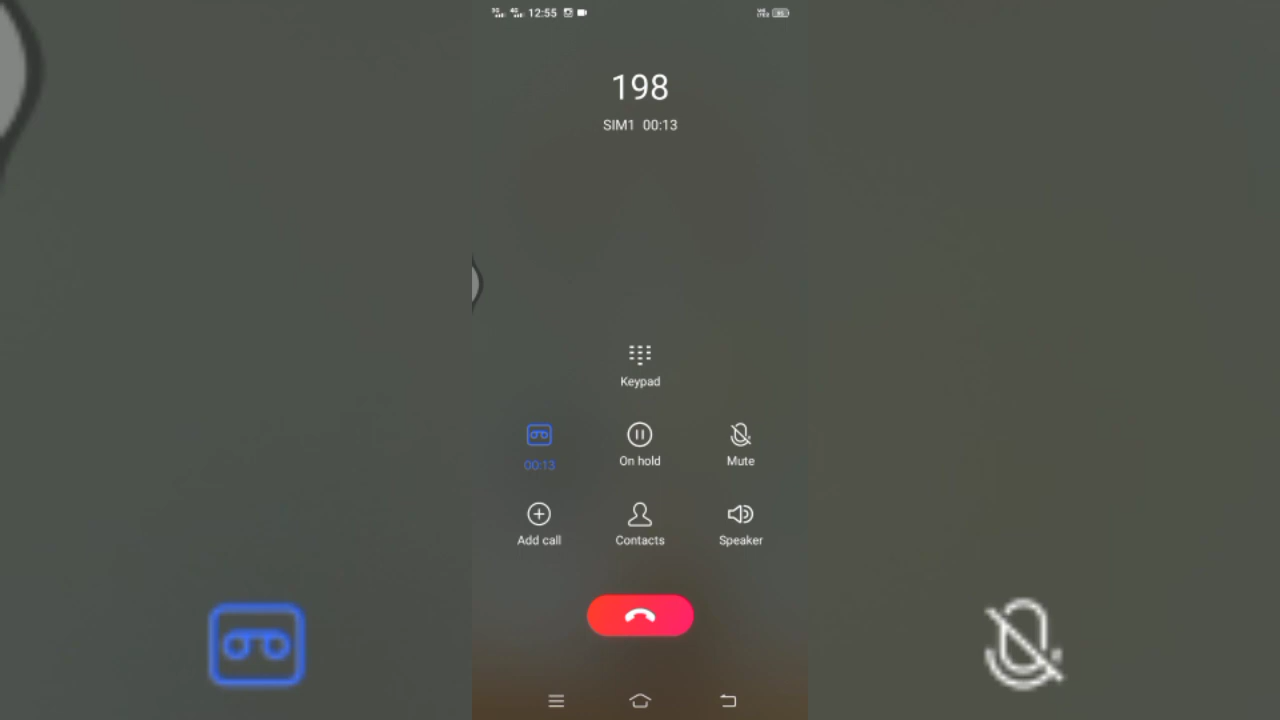 12:55
198
SIM1 00:13
Keypad
00:13 On hold Mute
Add call Contacts Speaker